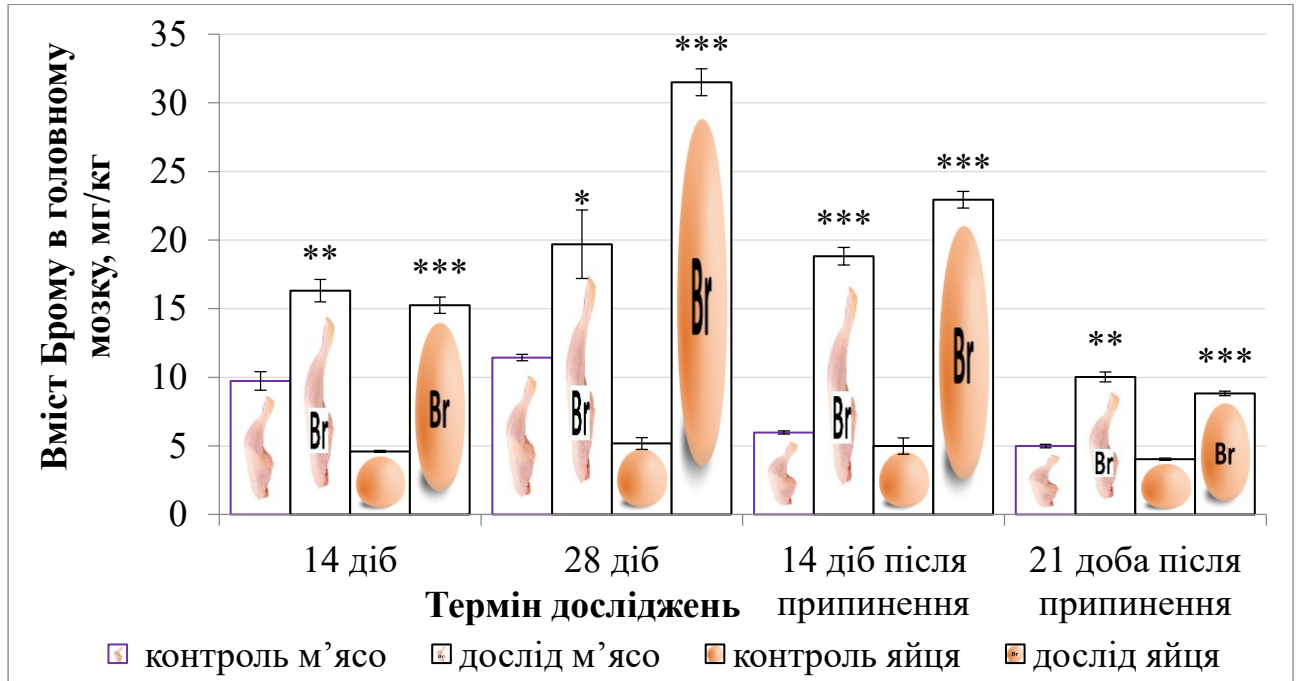 Вміст Брому в головному
мозку, мг/кг
35
30
25
20
15
10
5
0
**
***
*
***
***
***
**
***
Br
Br
Br
Br
Br
Br
Br
Br
14 діб
28 діб
14 діб після
припинення
21 доба після
припинення
Термін досліджень
контроль м’ясо
дослід м’ясо
контроль яйця
дослід яйця